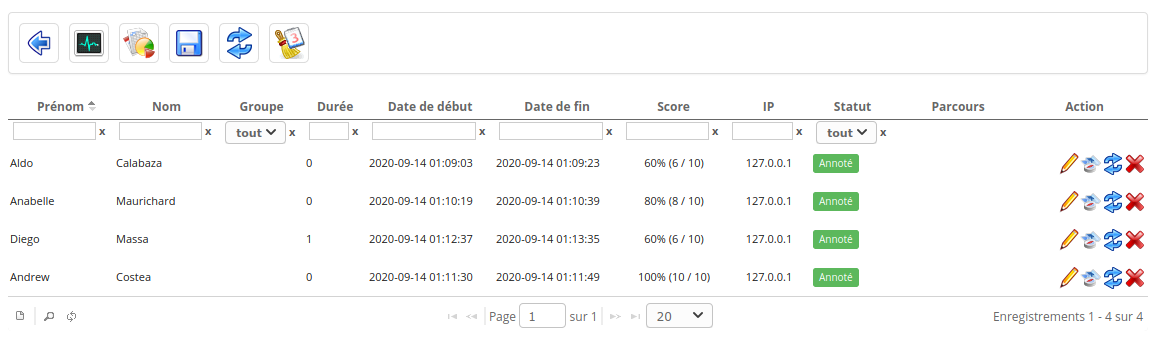 3
Prénom Nom Groupe Durée Date de début Date de fin Score IP Statut Parcours Action
x x tout x x x x x x tout x
Aldo Calabaza 0 2020-09-14 01:09:03 2020-09-14 01:09:23 60% (6 / 10) 127.0.0.1 Annoté
Anabelle Maurichard 0 2020-09-14 01:10:19 2020-09-14 01:10:39 80% (8 / 10) 127.0.0.1 Annoté
Diego Massa 1 2020-09-14 01:12:37 2020-09-14 01:13:35 60% (6 / 10) 127.0.0.1 Annoté
Andrew Costea 0 2020-09-14 01:11:30 2020-09-14 01:11:49 100% (10 / 10) 127.0.0.1 Annoté
Page 1 sur 1 20 Enregistrements 1 - 4 sur 4